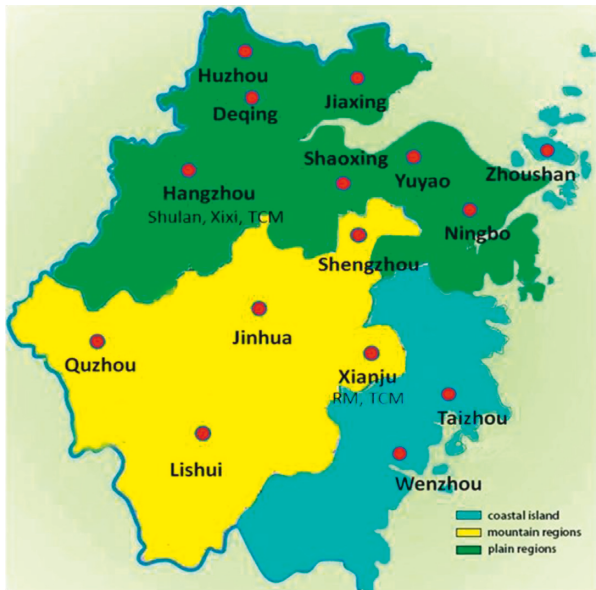 Huzhou
Deqing
Jiaxing
Shaoxing
Yuyao
Zhoushan
Hangzhou
Shulan, Xixi, TCM
Ningbo
Shengzhou
Jinhua
Quzhou
Xianju
RM, TCM
Taizhou
Lishui
Wenzhou
coastal island
mountain regions
plain regions